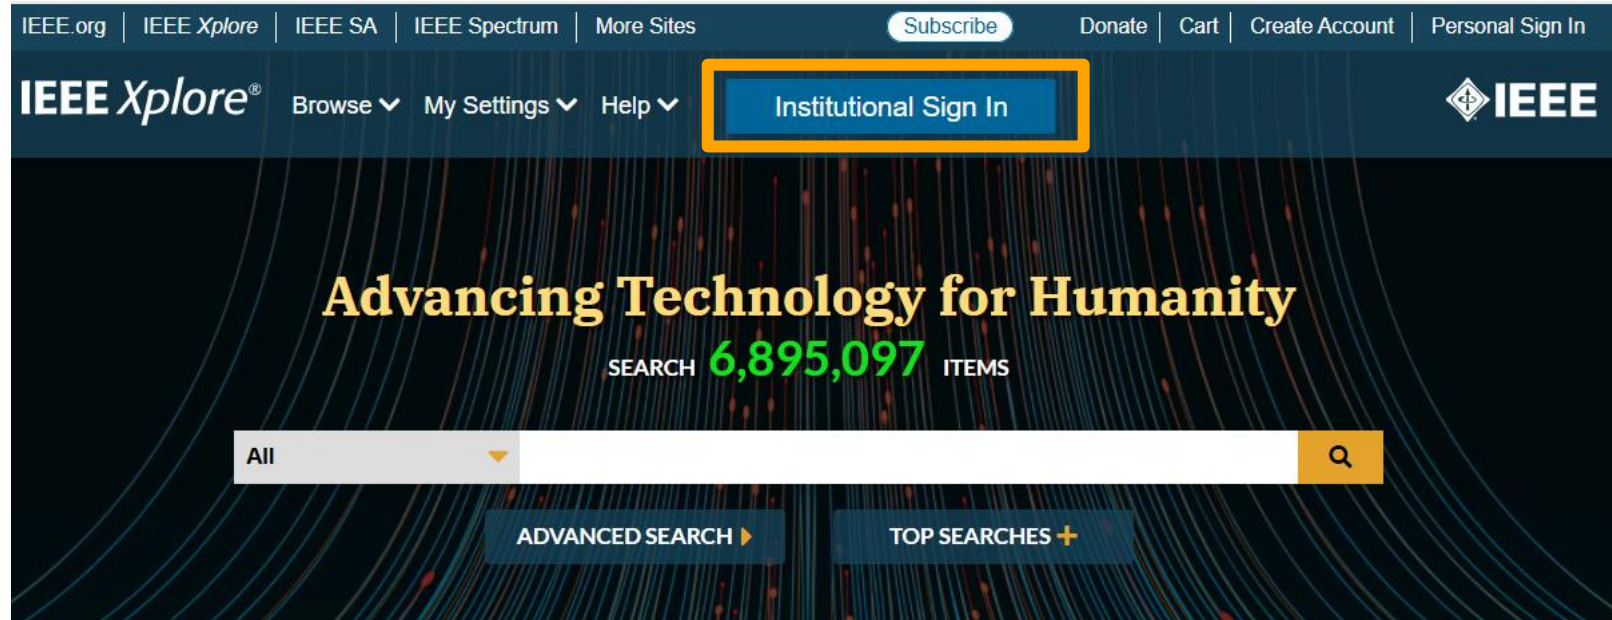 IEEE.org | IEEE Xplore | IEEE SA | IEEE Spectrum | More Sites Subscribe Donate | Cart | Create Account | Personal Sign In
IEEE Xplore® Browse My Settings Help Institutional Sign In IEEE
Advancing Technology for Humanity
SEARCH 6,895,097 ITEMS
All
ADVANCED SEARCH TOP SEARCHES